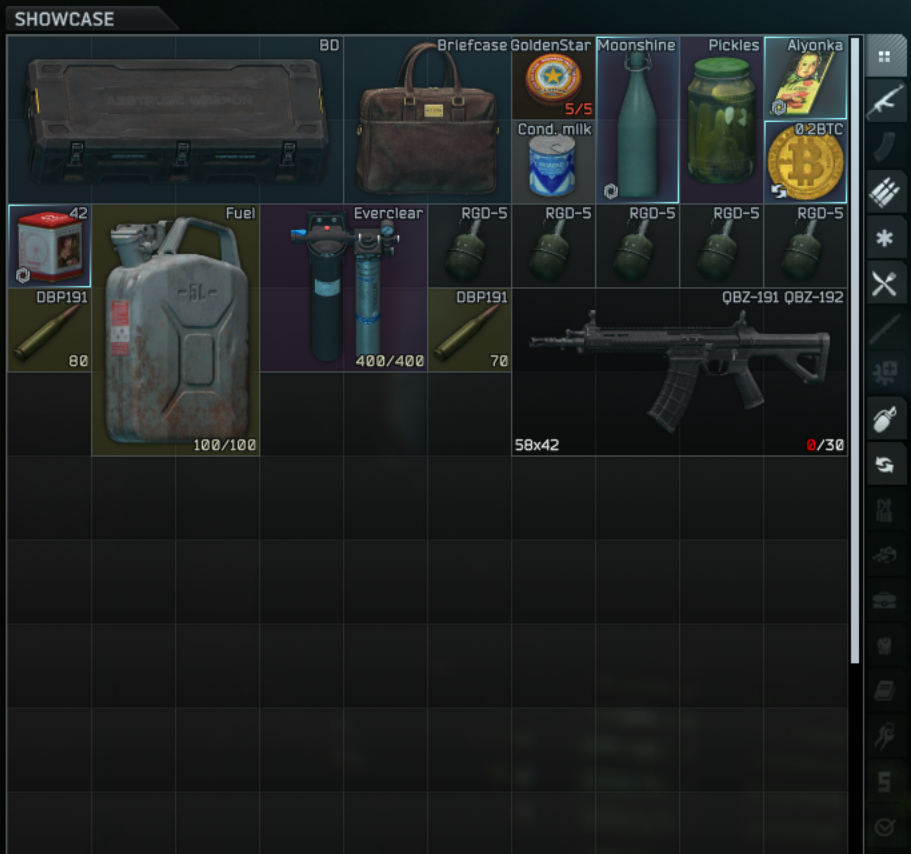 SHOWCASE
BD
Briefcase
GoldenStar
5/5
Moonshine
Pickles
Alyonka
Cond. milk
0.2BTC
42
Fuel
5L
100/100
Everclear
400/400
RGD-5
RGD-5
RGD-5
RGD-5
RGD-5
DBP191
80
DBP191
70
QBZ-191 QBZ-192
58x42
0/30